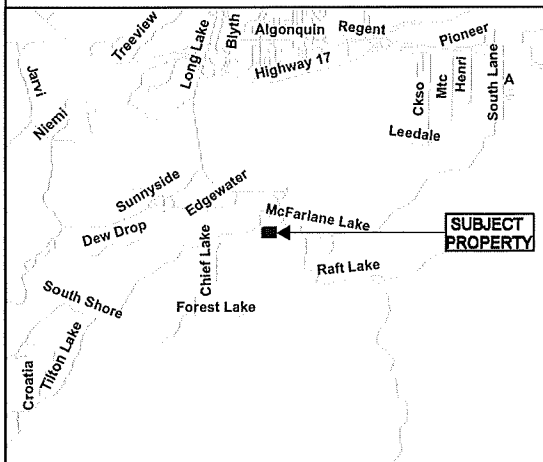 Treeview
Long Lake
Blyth
Algonquin
Regent
Pioneer
Jarvi
Niemi
Highway 17
Ckso
Mtc
Henri
South Lane
A
Leedale
Sunnyside
Edgewater
Dew Drop
McFarlane Lake
SUBJECT
PROPERTY
Chief Lake
Raft Lake
South Shore
Forest Lake
Croatia
Tilton Lake